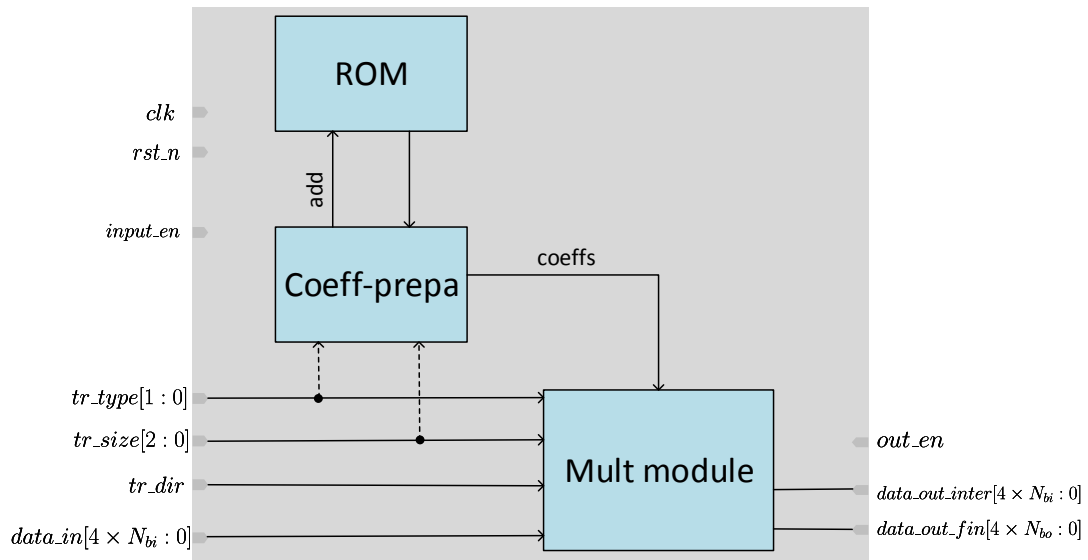 ROM
clk
rst_n
add
input_en
coeffs
Coeff-prepa
tr_type[1 : 0]
tr_size[2 : 0]
out_en
Mult module
tr_dir
data_out_inter[4 × N_bi : 0]
data_in[4 × N_bi : 0]
data_out_fin[4 × N_bo : 0]